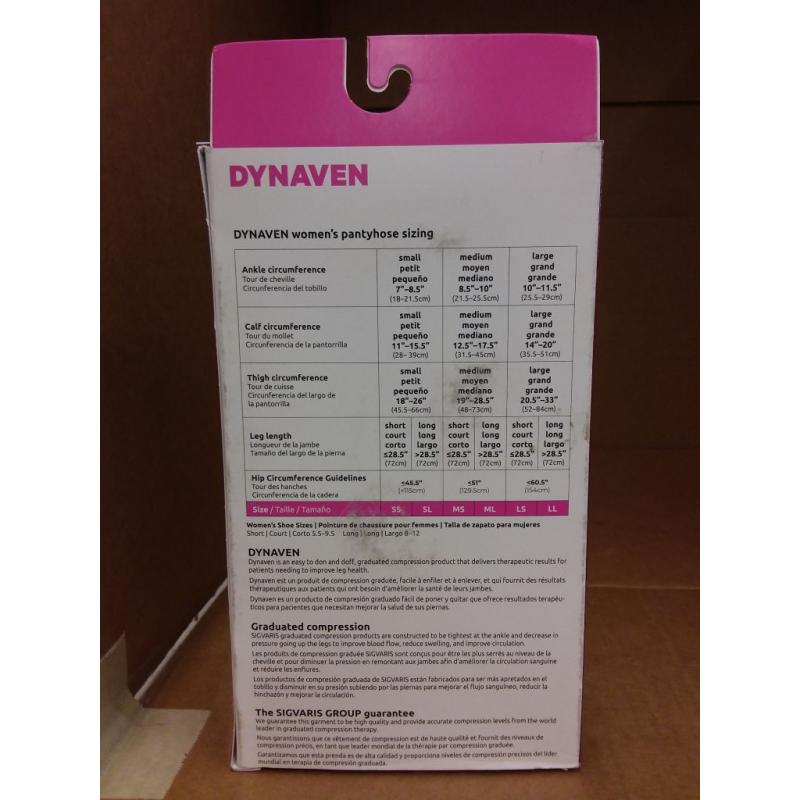 DYNAVEN
DYNAVEN women's pantyhose sizing
Ankle circumference
Tour de cheville
Circunferencia del tobillo
small
petit
pequeño
7"–8.5"
(18–21.5cm)
medium
moyen
mediano
8.5"–10"
(21.5–25.5cm)
large
grand
grande
10"–11.5"
(25.5–29cm)
Calf circumference
Tour du mollet
Circunferencia de la pantorrilla
small
petit
pequeño
11"–15.5"
(28–39cm)
medium
moyen
mediano
12.5"–17.5"
(31.5–45cm)
large
grand
grande
14"–20"
(35.5–51cm)
Thigh circumference
Tour de cuisse
Circunferencia del largo de
la pantorrilla
small
petit
pequeño
18"–26"
(45.5–66cm)
medium
moyen
mediano
19"–28.5"
(48–73cm)
large
grand
grande
20.5"–33"
(52–84cm)
Leg length
Longueur de la jambe
Tamaño del largo de la pierna
short
court
corto
≤28.5"
(72cm)
long
long
largo
>28.5"
(72cm)
short
court
corto
≤28.5"
(72cm)
long
long
largo
>28.5"
(72cm)
short
court
corto
≤28.5"
(72cm)
long
long
largo
>28.5"
(72cm)
Hip Circumference Guidelines
Tour des hanches
Circunferencia de la cadera
≤45.5"
(<115cm)
≤51"
(129.5cm)
≤60.5"
(154cm)
Size / Taille / Tamaño SS SL MS ML LS LL
Women's Shoe Sizes | Pointure de chaussure pour femmes | Talla de zapato para mujeres
Short | Court | Corto 5.5–9.5 Long | Long | Largo 8–12
DYNAVEN
Dynaven is an easy to don and doff, graduated compression product that delivers therapeutic results for
patients needing to improve leg health.
Dynaven est un produit de compression graduée, facile à enfiler et à enlever, et qui fournit des résultats
thérapeutiques aux patients qui ont besoin d'améliorer la santé de leurs jambes.
Dynaven es un producto de compresión graduado fácil de poner y quitar que ofrece resultados terapéu-
ticos para pacientes que necesitan mejorar la salud de sus piernas.
Graduated compression
SIGVARIS graduated compression products are constructed to be tightest at the ankle and decrease in
pressure going up the legs to improve blood flow, reduce swelling, and improve circulation.
Les produits de compression graduée SIGVARIS sont conçus pour être les plus serrés au niveau de la
cheville et pour diminuer la pression en remontant aux jambes afin d'améliorer la circulation sanguine
et réduire les enflures.
Los productos de compresión graduada de SIGVARIS están fabricados para ser más apretados en el
tobillo y disminuir en su presión subiendo por las piernas para mejorar el flujo sanguíneo, reducir la
hinchazón y mejorar la circulación.
The SIGVARIS GROUP guarantee
We guarantee this garment to be high quality and provide accurate compression levels from the world
leader in graduated compression therapy.
Nous garantissons que ce vêtement de compression est de haute qualité et fournit des niveaux de
compression précis, en tant que leader mondial de la thérapie par compression graduée.
Garantizamos que esta prenda es de alta calidad y proporciona niveles de compresión precisos del líder
mundial en terapia de compresión graduada.